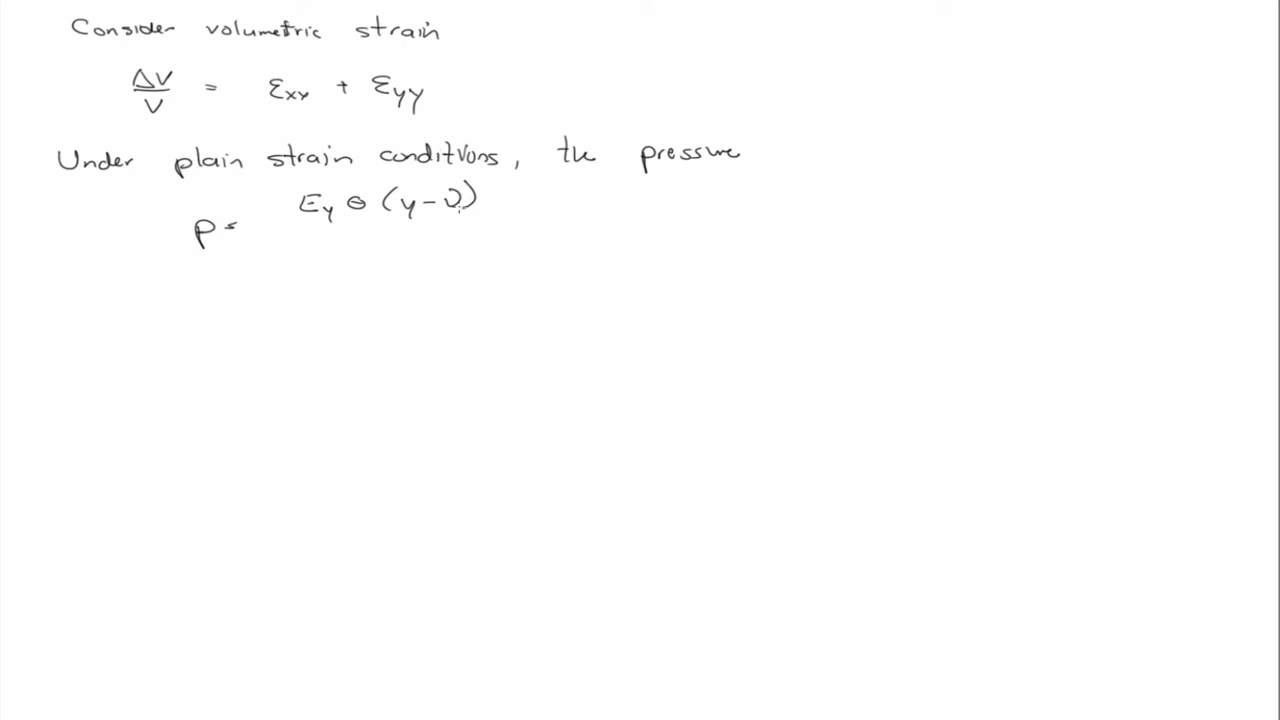 Consider volumetric strain
ΔV/V = εxx + εyy
Under plain strain conditions, the pressure
p = Ey θ (y - ν)